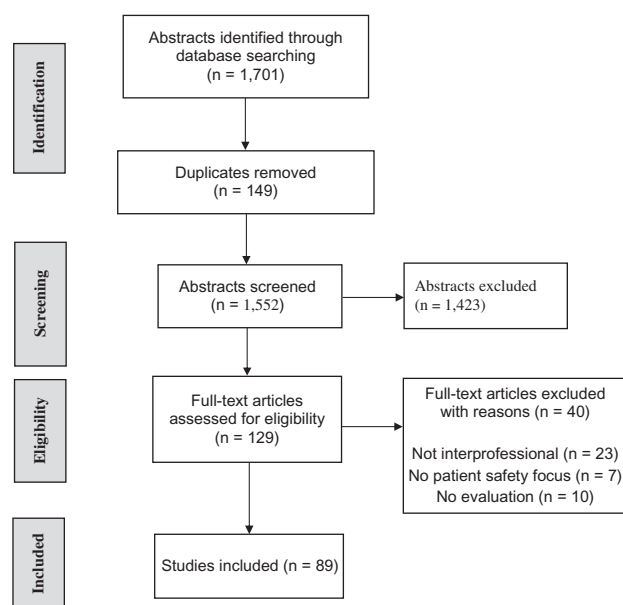 Identification
Abstracts identified through
database searching
(n = 1,701)
Duplicates removed
(n = 149)
Screening
Abstracts screened
(n = 1,552)
Abstracts excluded
(n = 1,423)
Eligibility
Full-text articles
assessed for eligibility
(n = 129)
Full-text articles excluded
with reasons (n = 40)
Not interprofessional (n = 23)
No patient safety focus (n = 7)
No evaluation (n = 10)
Included
Studies included (n = 89)